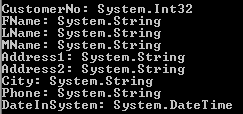 CustomerNo: System.Int32
FName: System.String
LName: System.String
MName: System.String
Address1: System.String
Address2: System.String
City: System.String
Phone: System.String
DateInSystem: System.DateTime